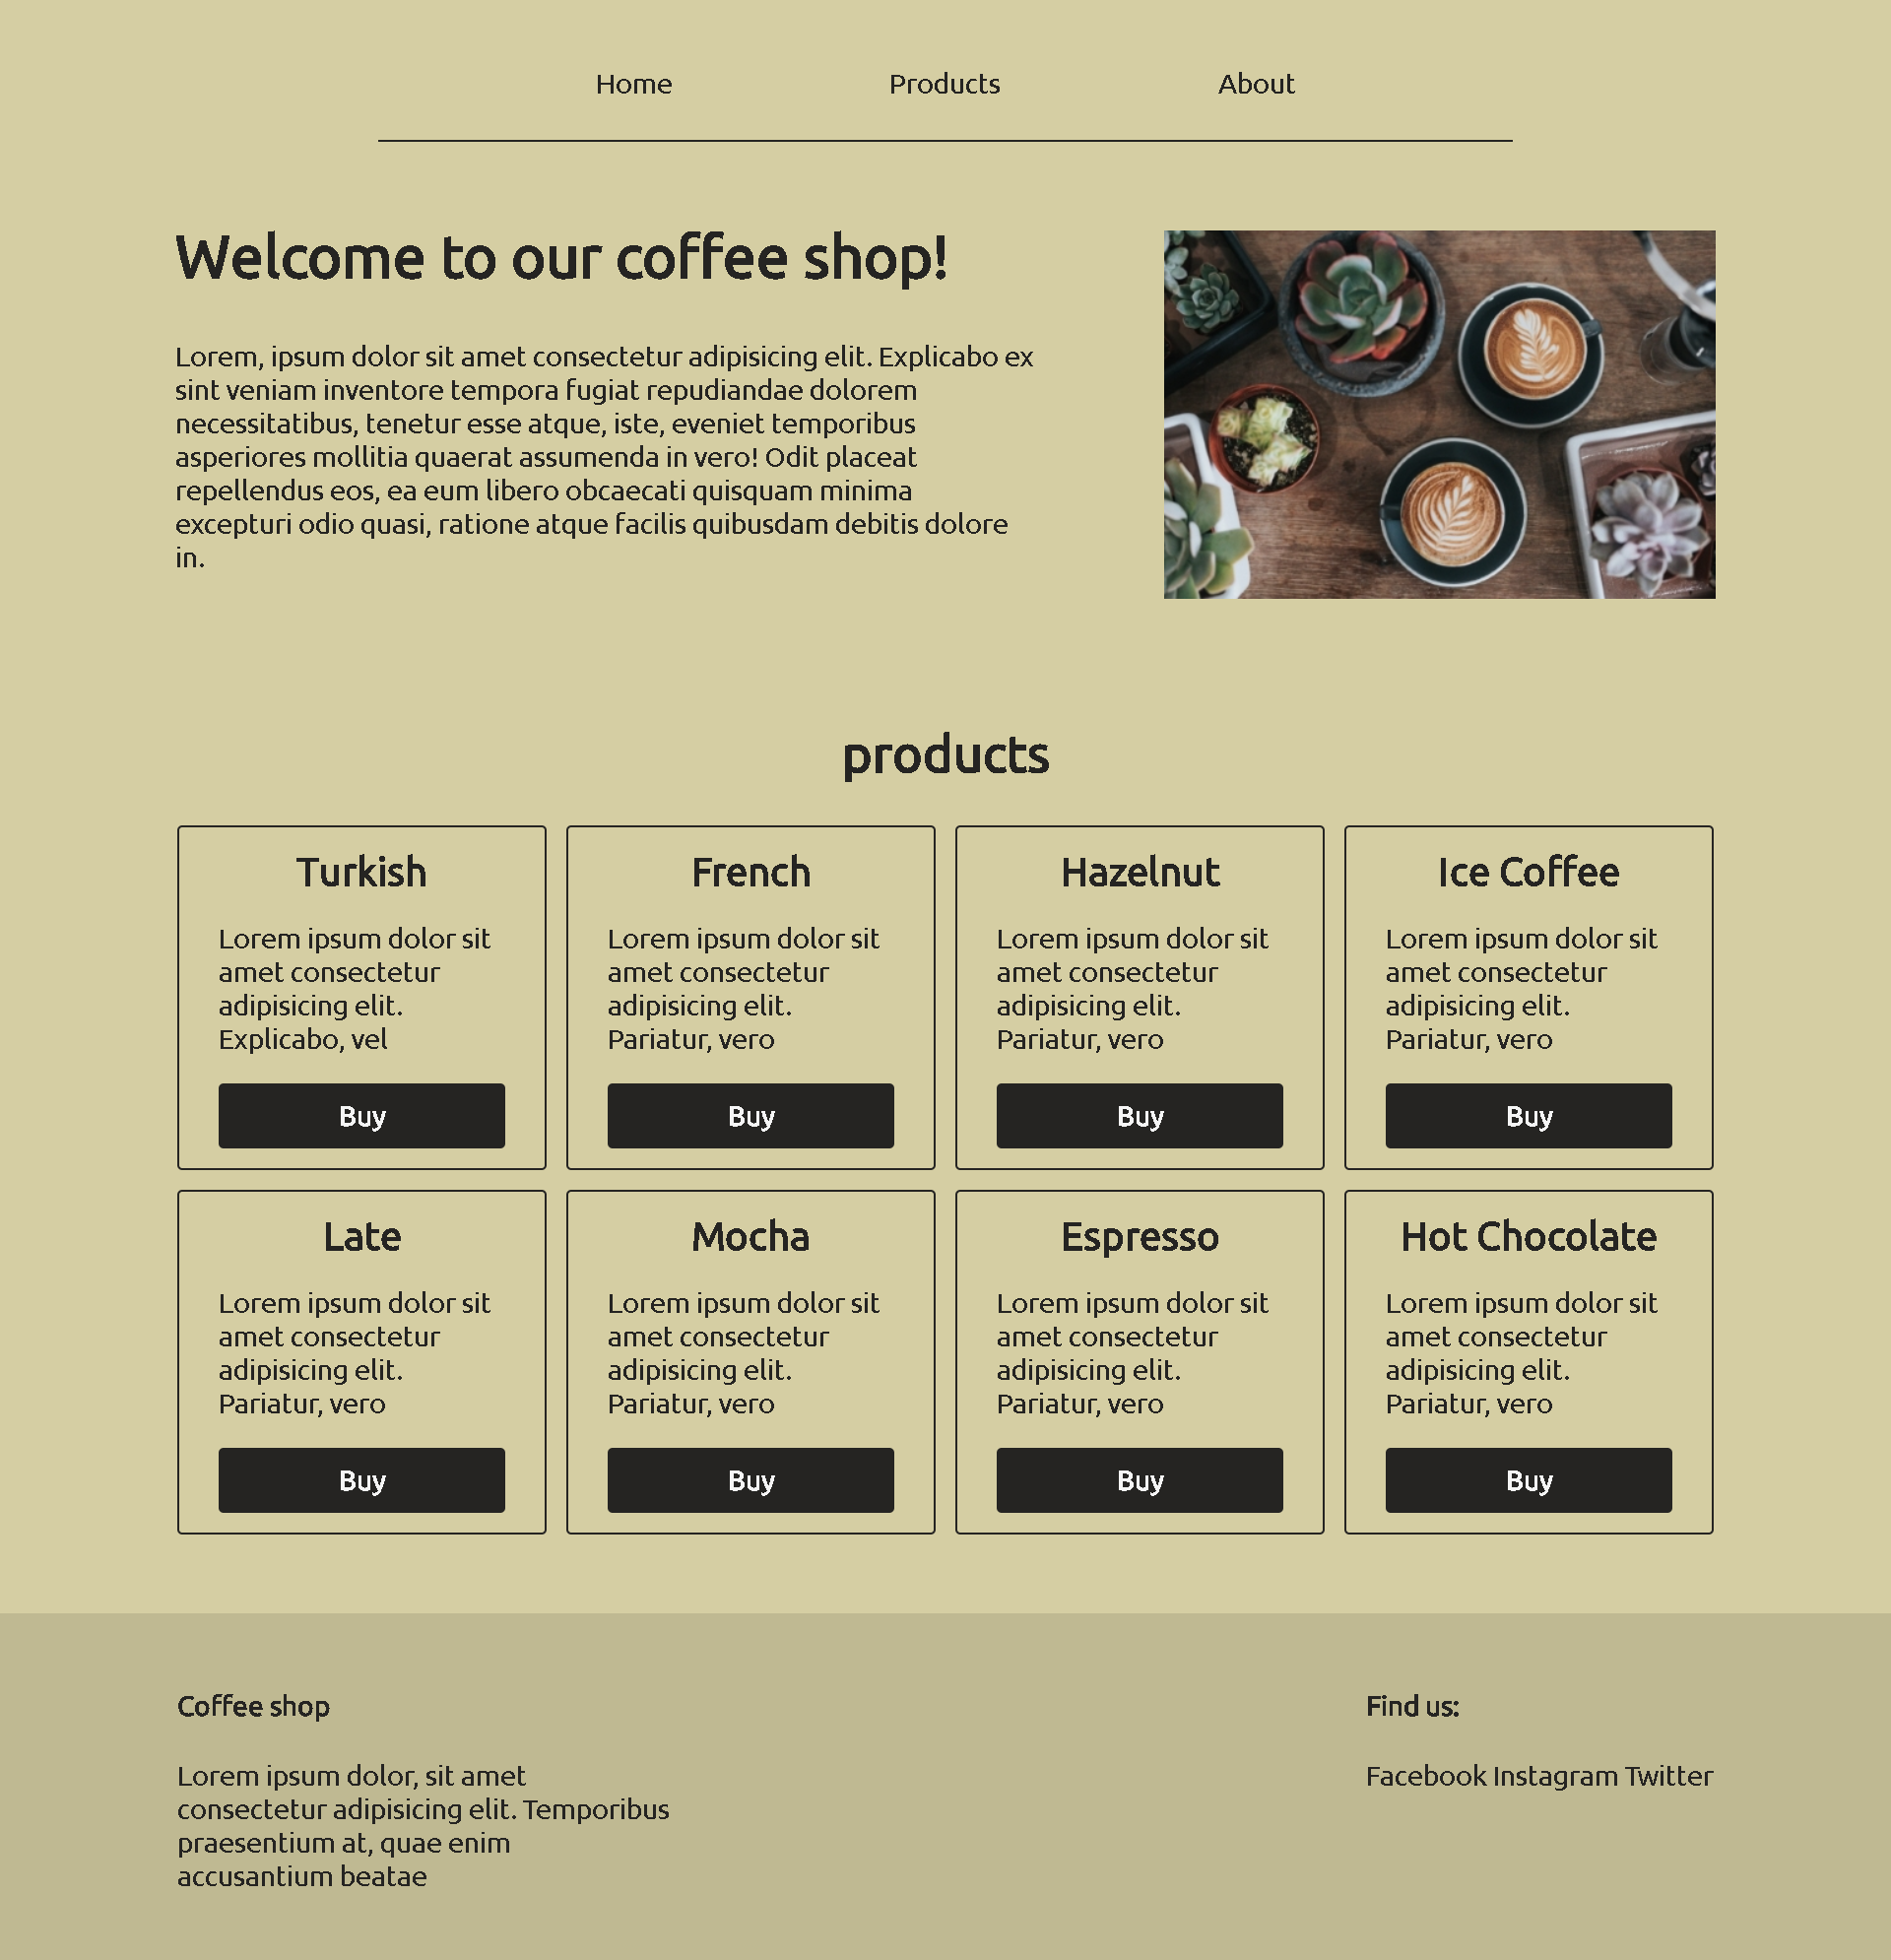 Home Products About
Welcome to our coffee shop!
Lorem, ipsum dolor sit amet consectetur adipisicing elit. Explicabo ex
sint veniam inventore tempora fugiat repudiandae dolorem
necessitatibus, tenetur esse atque, iste, eveniet temporibus
asperiores mollitia quaerat assumenda in vero! Odit placeat
repellendus eos, ea eum libero obcaecati quisquam minima
excepturi odio quasi, ratione atque facilis quibusdam debitis dolore
in.
products
Turkish
Lorem ipsum dolor sit
amet consectetur
adipisicing elit.
Explicabo, vel
Buy
French
Lorem ipsum dolor sit
amet consectetur
adipisicing elit.
Pariatur, vero
Buy
Hazelnut
Lorem ipsum dolor sit
amet consectetur
adipisicing elit.
Pariatur, vero
Buy
Ice Coffee
Lorem ipsum dolor sit
amet consectetur
adipisicing elit.
Pariatur, vero
Buy
Late
Lorem ipsum dolor sit
amet consectetur
adipisicing elit.
Pariatur, vero
Buy
Mocha
Lorem ipsum dolor sit
amet consectetur
adipisicing elit.
Pariatur, vero
Buy
Espresso
Lorem ipsum dolor sit
amet consectetur
adipisicing elit.
Pariatur, vero
Buy
Hot Chocolate
Lorem ipsum dolor sit
amet consectetur
adipisicing elit.
Pariatur, vero
Buy
Coffee shop
Lorem ipsum dolor, sit amet
consectetur adipisicing elit. Temporibus
praesentium at, quae enim
accusantium beatae
Find us:
Facebook Instagram Twitter